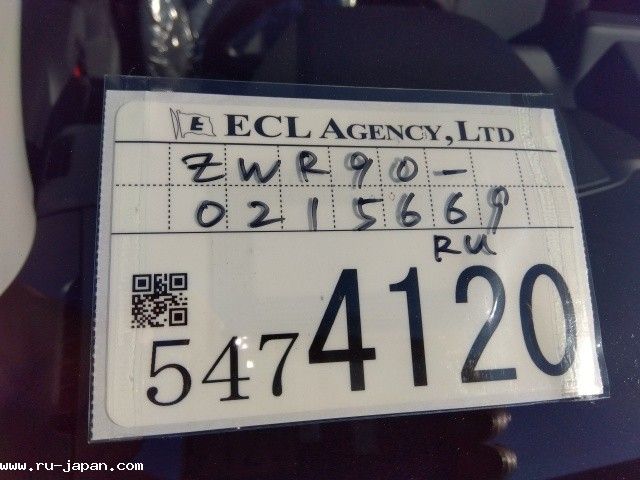 E ECL AGENCY, LTD
ZWR90-
0215669
RU
5474120
www.ru-japan.com